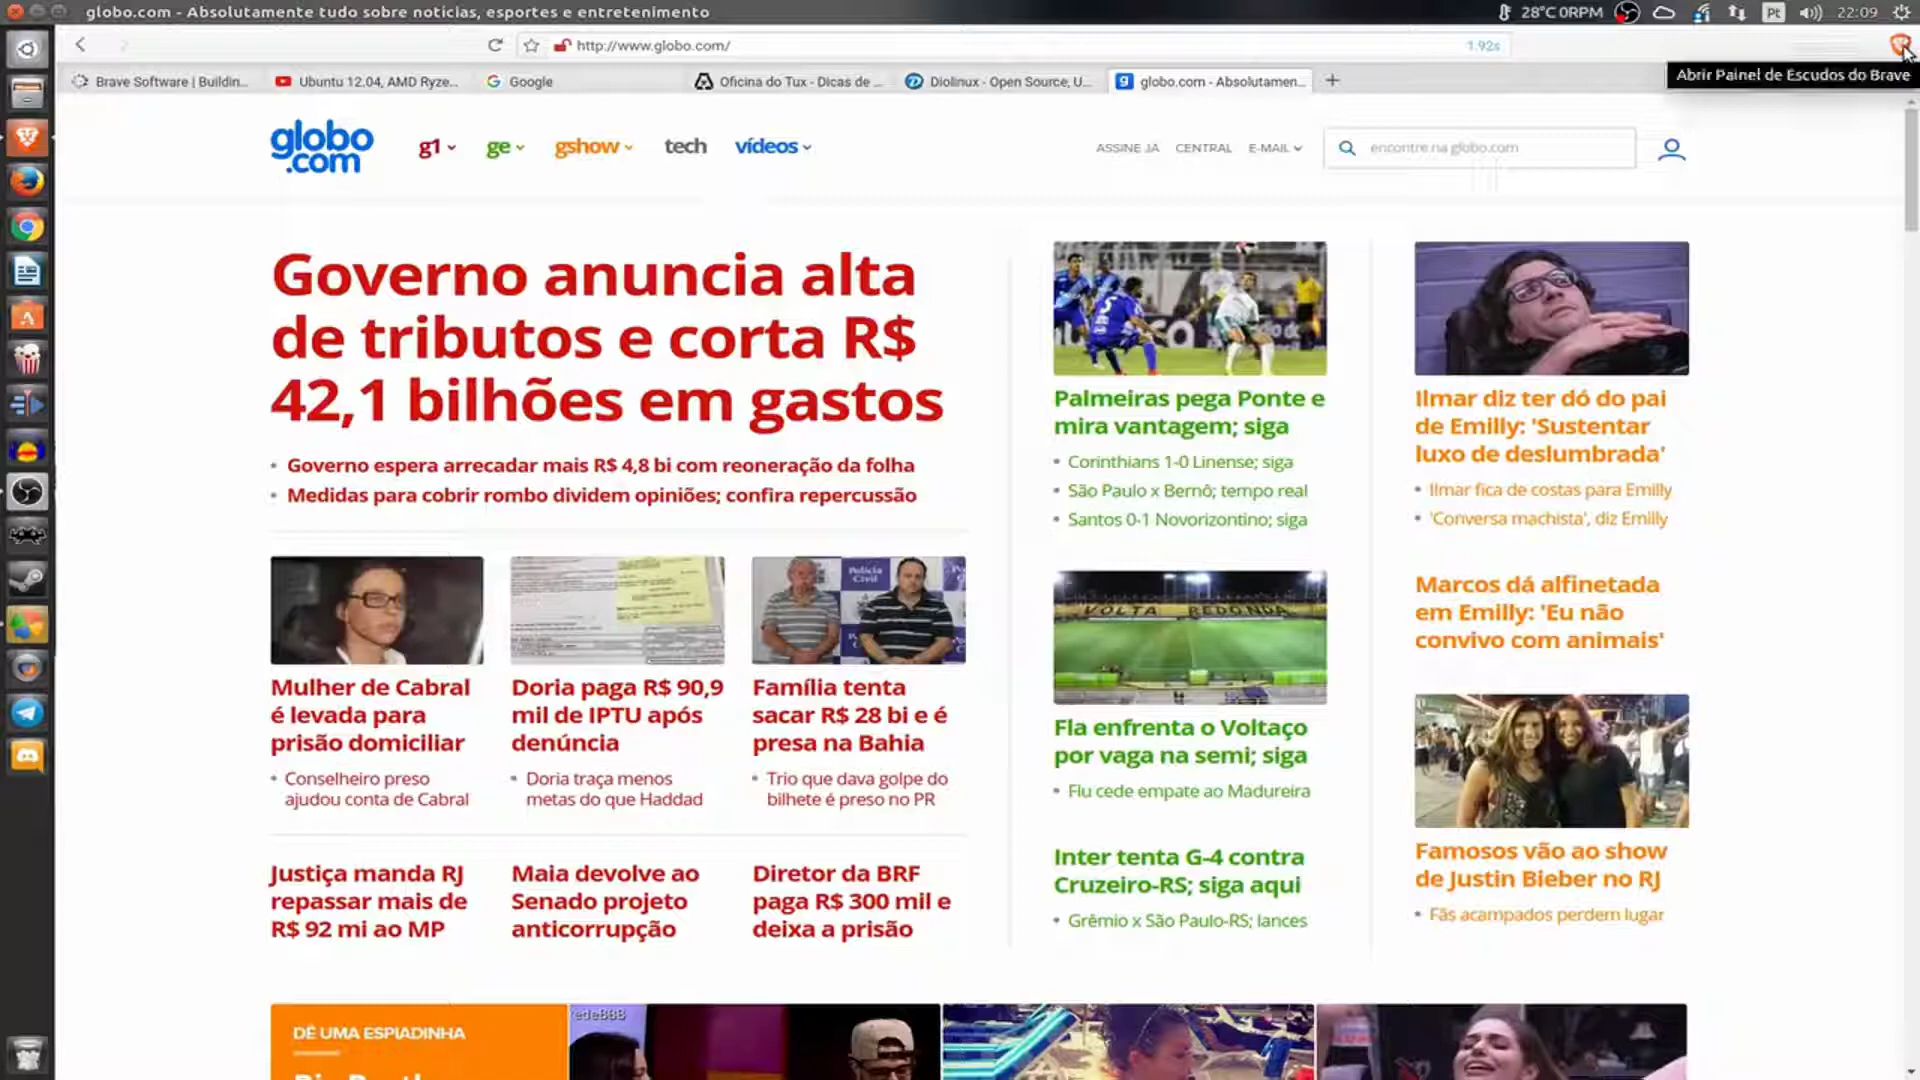 globo.com - Absolutamente tudo sobre notícias, esportes e entretenimento
28°C 0RPM
Pt
22:09
http://www.globo.com/
1.92s
Abrir Painel de Escudos do Brave
Brave Software | Buildin...
Ubuntu 12.04, AMD Ryze...
Google
Oficina do Tux - Dicas de ...
Diolinux - Open Source, U...
globo.com - Absolutamen...
globo
.com
g1
ge
gshow
tech
vídeos
ASSINE JÁ
CENTRAL
E-MAIL
encontre na globo.com
Governo anuncia alta
de tributos e corta R$
42,1 bilhões em gastos
Governo espera arrecadar mais R$ 4,8 bi com reoneração da folha
Medidas para cobrir rombo dividem opiniões; confira repercussão
Mulher de Cabral
é levada para
prisão domiciliar
Conselheiro preso
ajudou conta de Cabral
Doria paga R$ 90,9
mil de IPTU após
denúncia
Doria traça menos
metas do que Haddad
Polícia
Civil
Família tenta
sacar R$ 28 bi e é
presa na Bahia
Trio que dava golpe do
bilhete é preso no PR
Justiça manda RJ
repassar mais de
R$ 92 mi ao MP
Maia devolve ao
Senado projeto
anticorrupção
Diretor da BRF
paga R$ 300 mil e
deixa a prisão
5
Palmeiras pega Ponte e
mira vantagem; siga
Corinthians 1-0 Linense; siga
São Paulo x Bernô; tempo real
Santos 0-1 Novorizontino; siga
VOLTA REDONDA
Fla enfrenta o Voltaço
por vaga na semi; siga
Flu cede empate ao Madureira
Inter tenta G-4 contra
Cruzeiro-RS; siga aqui
Grêmio x São Paulo-RS; lances
Ilmar diz ter dó do pai
de Emilly: 'Sustentar
luxo de deslumbrada'
Ilmar fica de costas para Emilly
'Conversa machista', diz Emilly
Marcos dá alfinetada
em Emilly: 'Eu não
convivo com animais'
Famosos vão ao show
de Justin Bieber no RJ
Fãs acampados perdem lugar
DÊ UMA ESPIADINHA